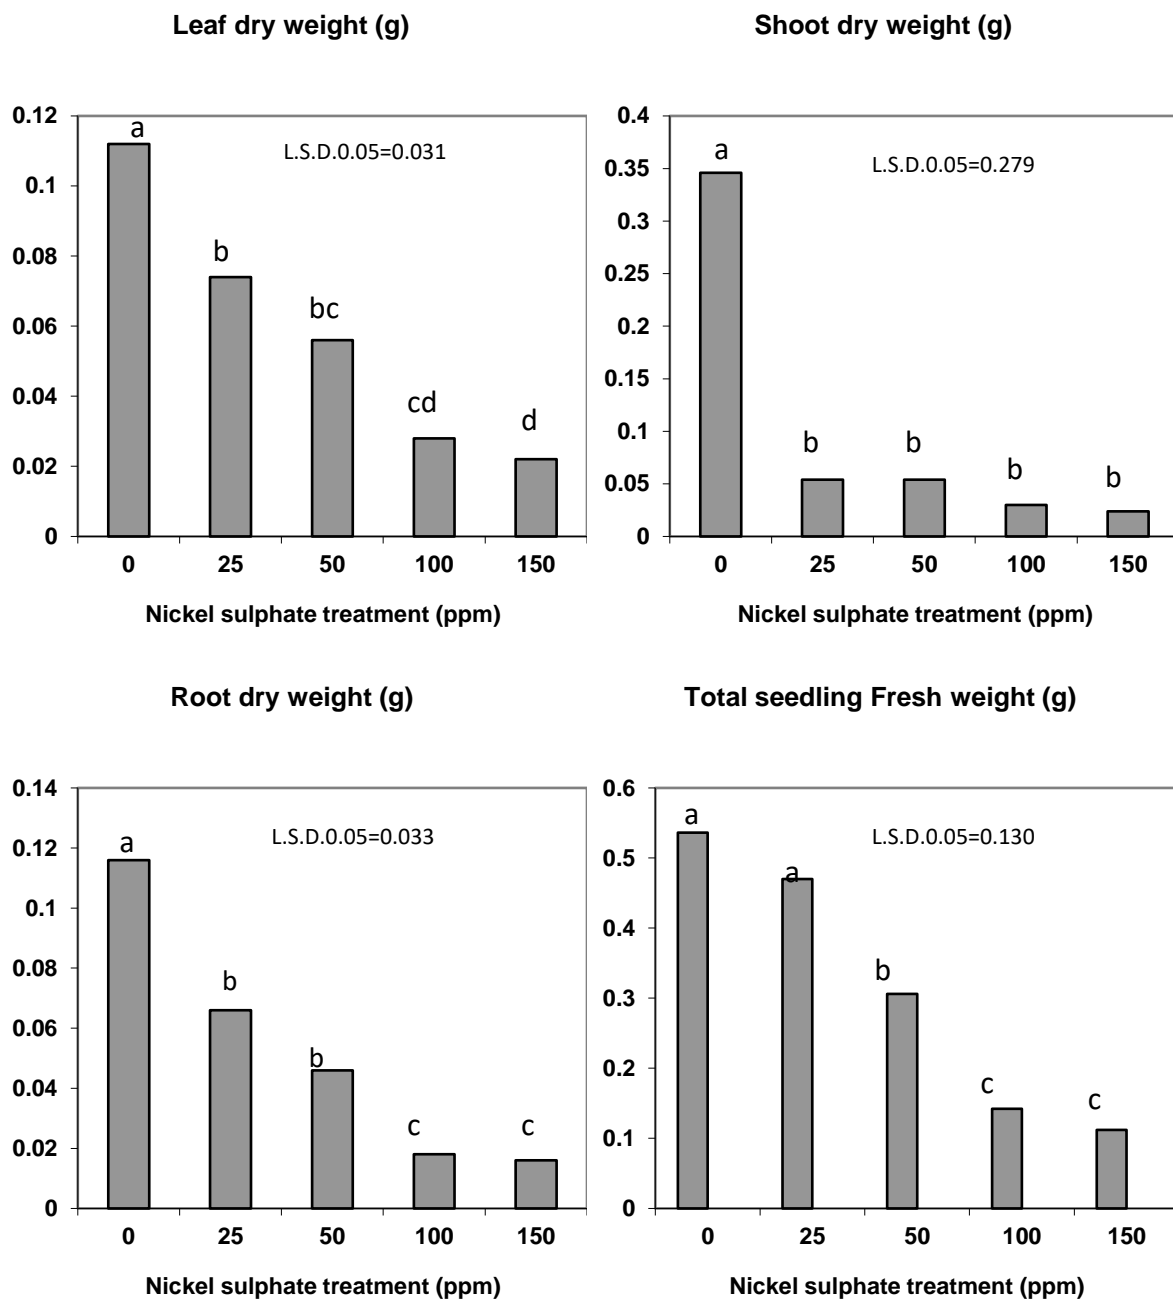 Leaf dry weight (g)
0.12
0.1
0.08
0.06
0.04
0.02
0
a
b
bc
cd
d
L.S.D.0.05=0.031
0 25 50 100 150
Nickel sulphate treatment (ppm)
Shoot dry weight (g)
0.4
0.35
0.3
0.25
0.2
0.15
0.1
0.05
0
a
b
b
b
b
L.S.D.0.05=0.279
0 25 50 100 150
Nickel sulphate treatment (ppm)
Root dry weight (g)
0.14
0.12
0.1
0.08
0.06
0.04
0.02
0
a
b
b
c
c
L.S.D.0.05=0.033
0 25 50 100 150
Nickel sulphate treatment (ppm)
Total seedling Fresh weight (g)
0.6
0.5
0.4
0.3
0.2
0.1
0
a
a
b
c
c
L.S.D.0.05=0.130
0 25 50 100 150
Nickel sulphate treatment (ppm)